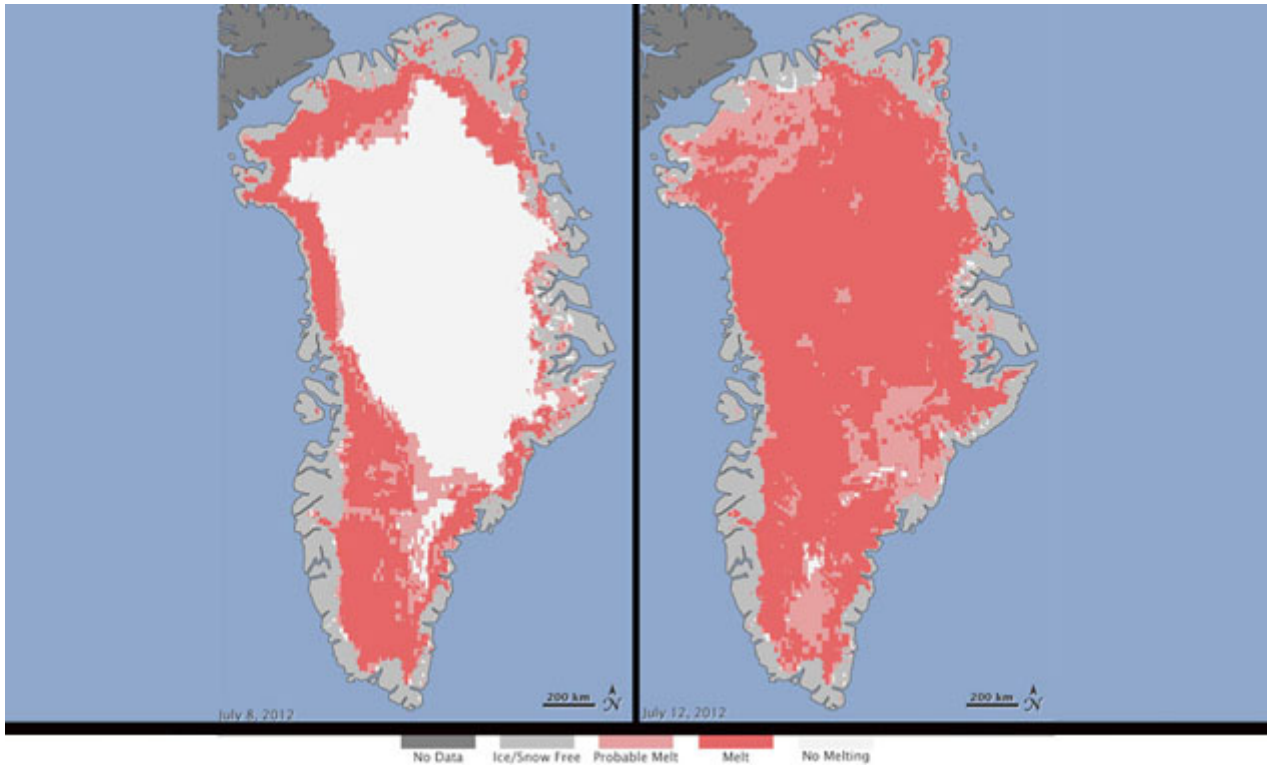 200 km N
July 8, 2012
200 km N
July 12, 2012
No Data
Ice/Snow Free
Probable Melt
Melt
No Melting